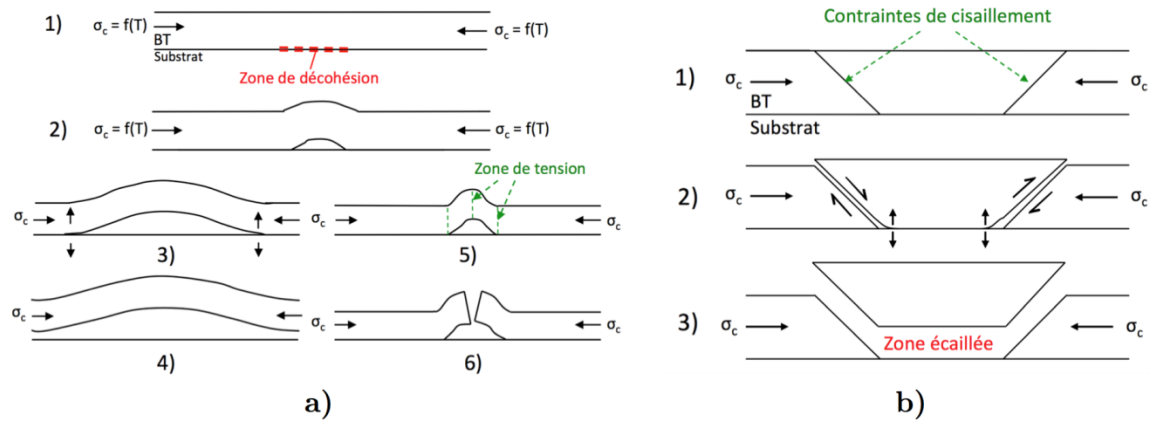 1)
σc = f(T)
σc = f(T)
BT
Substrat
Zone de décohésion
2)
σc = f(T)
σc = f(T)
Zone de tension
σc
σc
σc
3)
5)
σc
σc
σc
4)
6)
a)
Contraintes de cisaillement
1)
σc
σc
BT
Substrat
2)
σc
σc
3)
σc
σc
Zone écaillée
b)